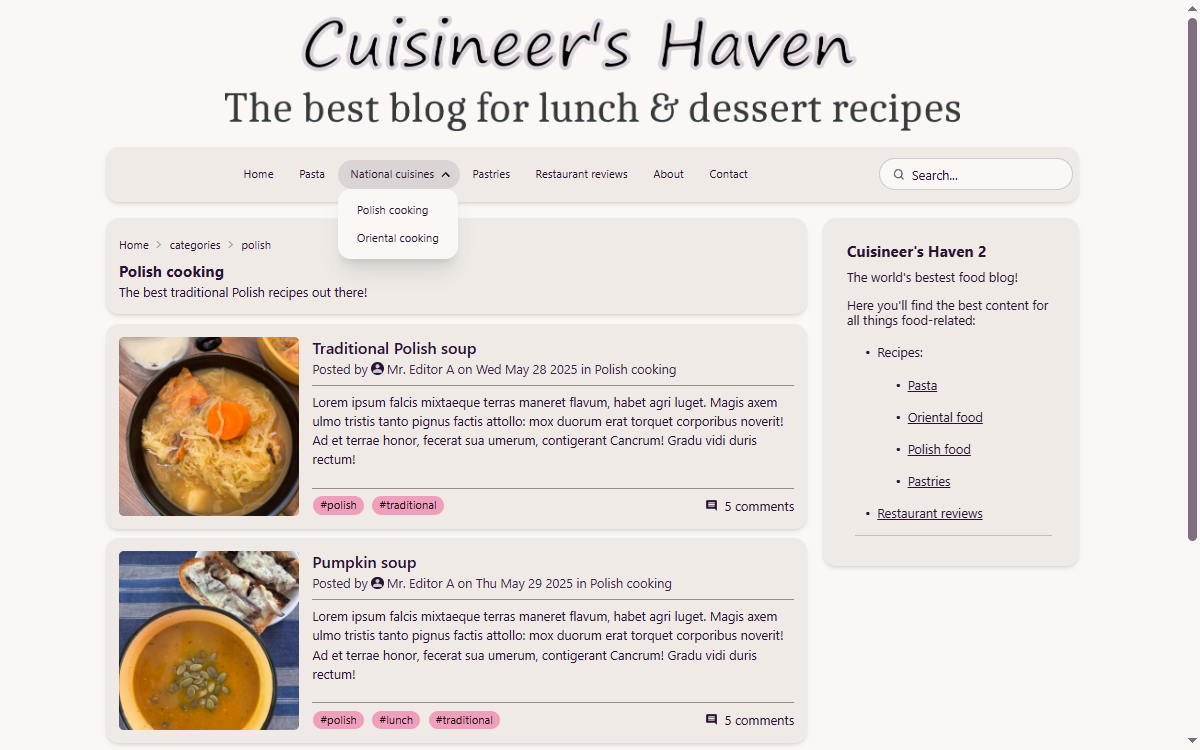 Cuisineer's Haven
The best blog for lunch & dessert recipes
Home Pasta National cuisines Pastries Restaurant reviews About Contact Search...
Polish cooking
Oriental cooking
Home > categories > polish
Polish cooking
The best traditional Polish recipes out there!
Traditional Polish soup
Posted by Mr. Editor A on Wed May 28 2025 in Polish cooking
Lorem ipsum falcis mixtaeque terras maneret flavum, habet agri luget. Magis axem
ulmo tristis tanto pignus factis attollo: mox duorum erat torquet corporibus noverit!
Ad et terrae honor, fecerat sua umerum, contigerant Cancrum! Gradu vidi duris
rectum!
#polish #traditional 5 comments
Pumpkin soup
Posted by Mr. Editor A on Thu May 29 2025 in Polish cooking
Lorem ipsum falcis mixtaeque terras maneret flavum, habet agri luget. Magis axem
ulmo tristis tanto pignus factis attollo: mox duorum erat torquet corporibus noverit!
Ad et terrae honor, fecerat sua umerum, contigerant Cancrum! Gradu vidi duris
rectum!
#polish #lunch #traditional 5 comments
Cuisineer's Haven 2
The world's bestest food blog!
Here you'll find the best content for
all things food-related:
• Recipes:
• Pasta
• Oriental food
• Polish food
• Pastries
• Restaurant reviews